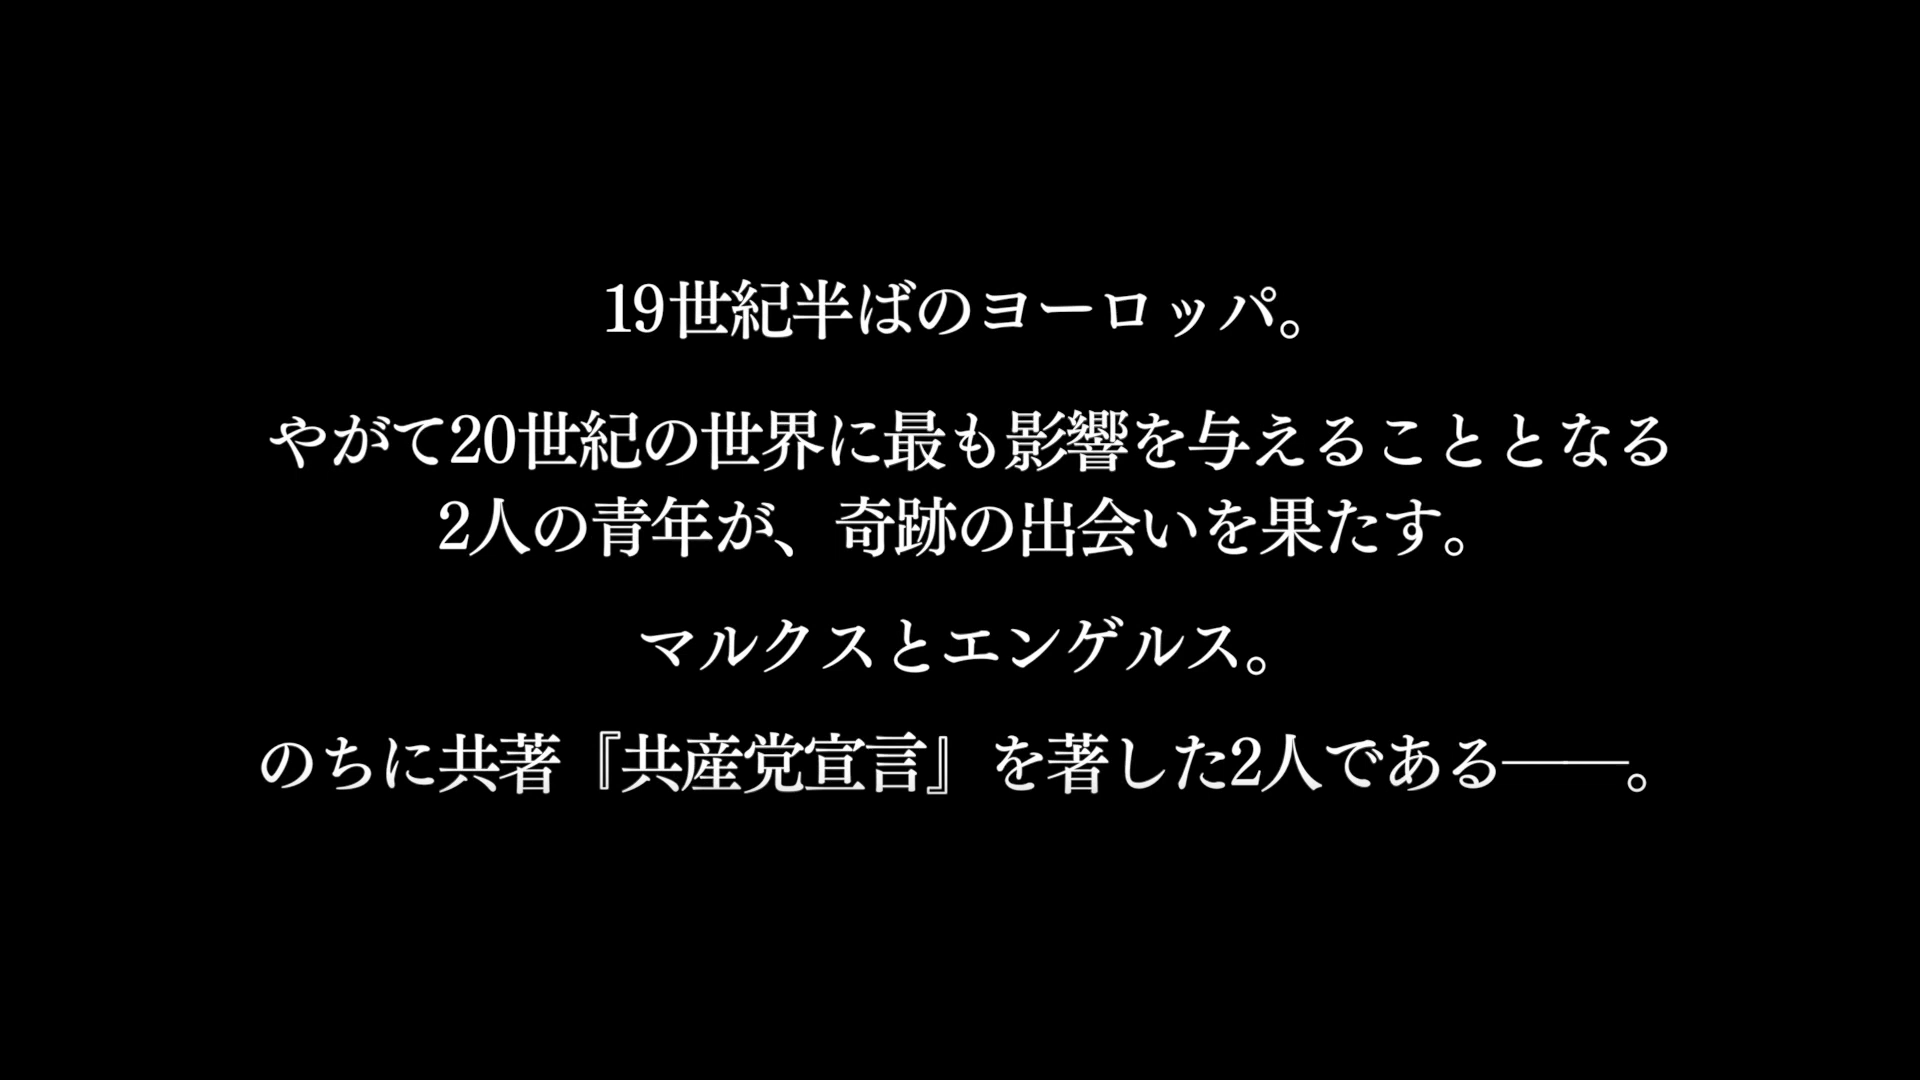 19世紀半ばのヨーロッパ。
やがて20世紀の世界に最も影響を与えることとなる
2人の青年が、奇跡の出会いを果たす。
マルクスとエンゲルス。
のちに共著『共産党宣言』を著した2人である――。